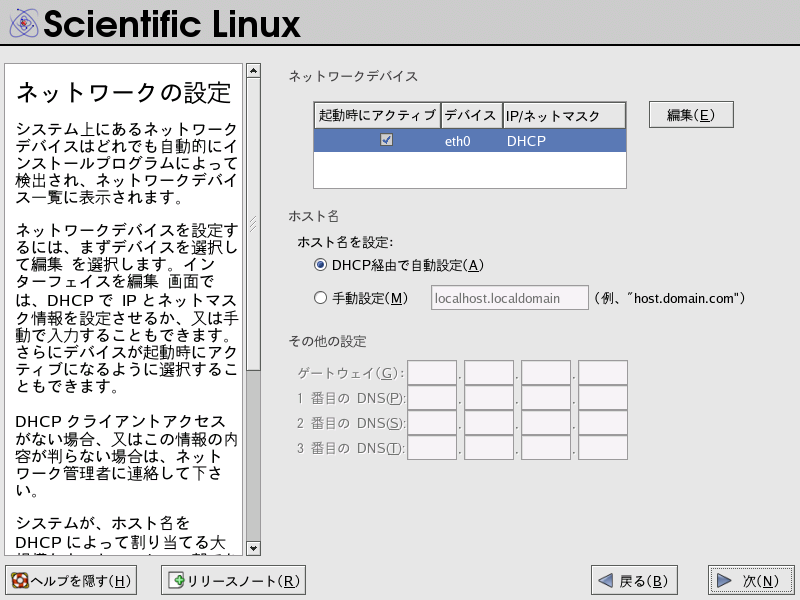 Scientific Linux
ネットワークの設定
システム上にあるネットワーク
デバイスはどれでも自動的にイ
ンストールプログラムによって
検出され、ネットワークデバイ
ス一覧に表示されます。
ネットワークデバイスを設定す
るには、まずデバイスを選択し
て編集 を選択します。イン
ターフェイスを編集 画面で
は、DHCP で IP とネットマス
ク情報を設定させるか、又は手
動で入力することもできます。
さらにデバイスが起動時にアク
ティブになるように選択するこ
ともできます。
DHCP クライアントアクセス
がない場合、又はこの情報の内
容が判らない場合は、ネット
ワーク管理者に連絡して下さ
い。
システムが、ホスト名を
DHCP によって割り当てる大
ネットワークデバイス
起動時にアクティブ デバイス IP/ネットマスク
eth0 DHCP
編集(E)
ホスト名
ホスト名を設定:
DHCP経由で自動設定(A)
手動設定(M) localhost.localdomain (例、"host.domain.com")
その他の設定
ゲートウェイ(G): . . .
1 番目の DNS(P): . . .
2 番目の DNS(S): . . .
3 番目の DNS(T): . . .
ヘルプを隠す(H) リリースノート(R) 戻る(B) 次(N)